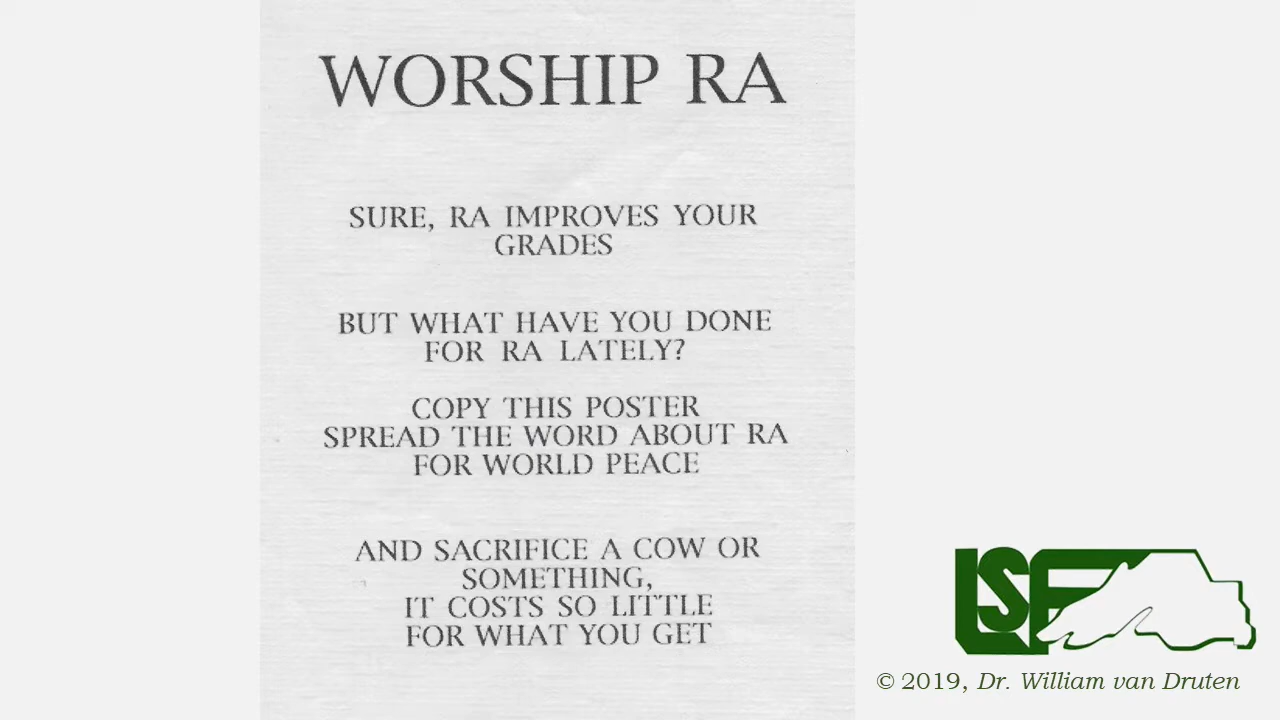 WORSHIP RA
SURE, RA IMPROVES YOUR
GRADES
BUT WHAT HAVE YOU DONE
FOR RA LATELY?
COPY THIS POSTER
SPREAD THE WORD ABOUT RA
FOR WORLD PEACE
AND SACRIFICE A COW OR
SOMETHING,
IT COSTS SO LITTLE
FOR WHAT YOU GET
LSF
© 2019, Dr. William van Druten